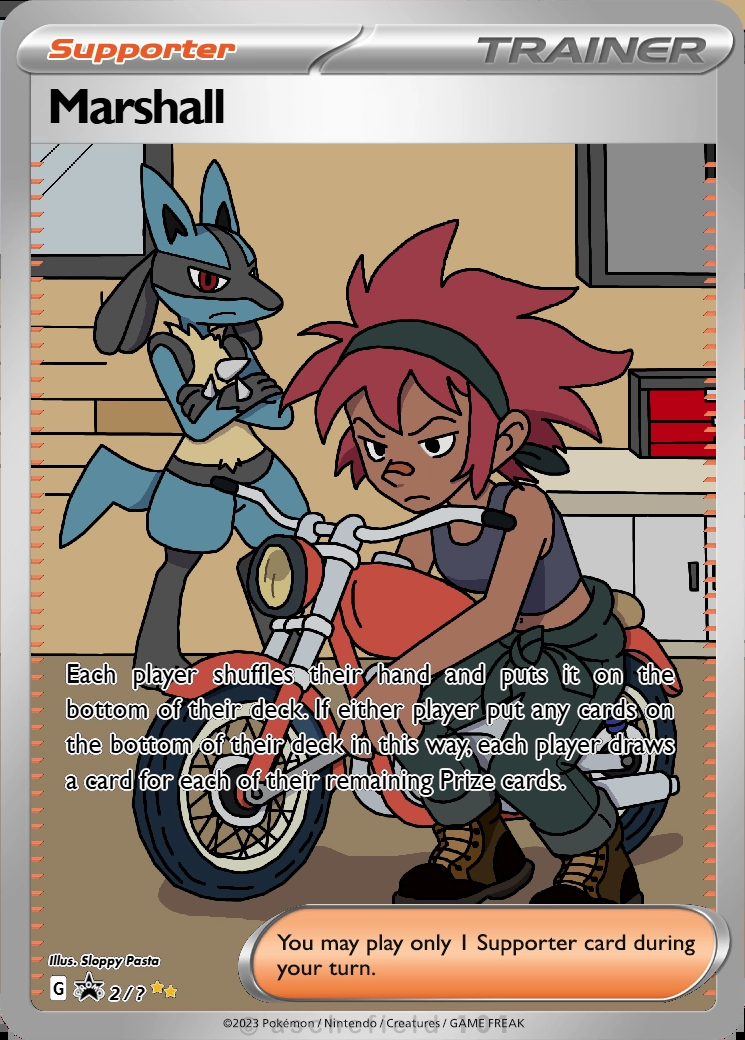 Supporter TRAINER
Marshall
Each player shuffles their hand and puts it on the
bottom of their deck. If either player put any cards on
the bottom of their deck in this way, each player draws
a card for each of their remaining Prize cards.
You may play only 1 Supporter card during
your turn.
Illus. Sloppy Pasta
G 2/?
©2023 Pokémon / Nintendo / Creatures / GAME FREAK